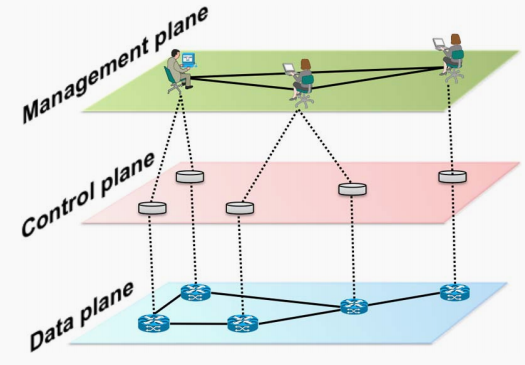 Management plane
Control plane
Data plane